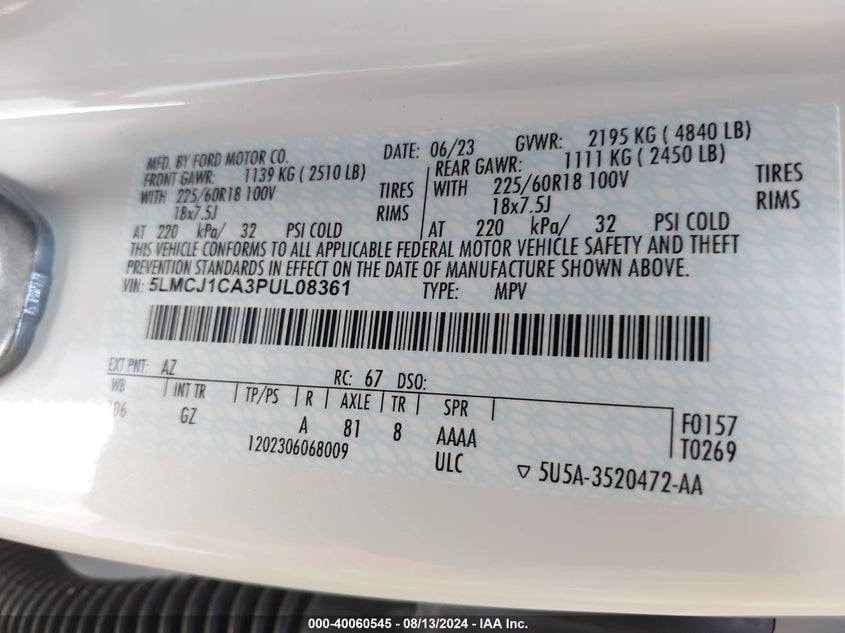 MFD. BY FORD MOTOR CO. DATE: 06/23 GVWR: 2195 KG ( 4840 LB)
FRONT GAWR: 1139 KG ( 2510 LB) REAR GAWR: 1111 KG ( 2450 LB)
WITH 225/60R18 100V TIRES WITH 225/60R18 100V TIRES
18x7.5J RIMS 18x7.5J RIMS
AT 220 kPa/ 32 PSI COLD AT 220 kPa/ 32 PSI COLD
THIS VEHICLE CONFORMS TO ALL APPLICABLE FEDERAL MOTOR VEHICLE SAFETY AND THEFT
PREVENTION STANDARDS IN EFFECT ON THE DATE OF MANUFACTURE SHOWN ABOVE.
VIN: 5LMCJ1CA3PUL08361 TYPE: MPV
EXT PNT: AZ RC: 67 DSO:
WB INT TR TP/PS R AXLE TR SPR F0157
106 GZ A 81 8 AAAA T0269
1202306068009 ULC 5U5A-3520472-AA
000-40060545 - 08/13/2024 - IAA Inc.